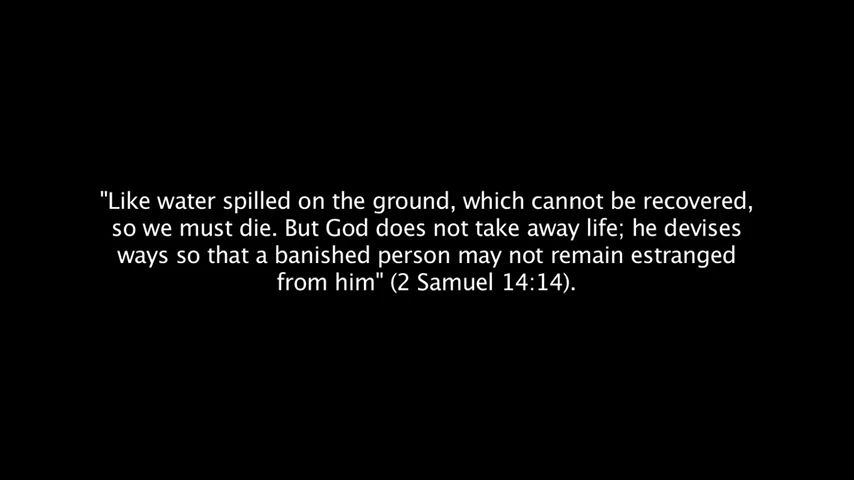 "Like water spilled on the ground, which cannot be recovered,
so we must die. But God does not take away life; he devises
ways so that a banished person may not remain estranged
from him" (2 Samuel 14:14).